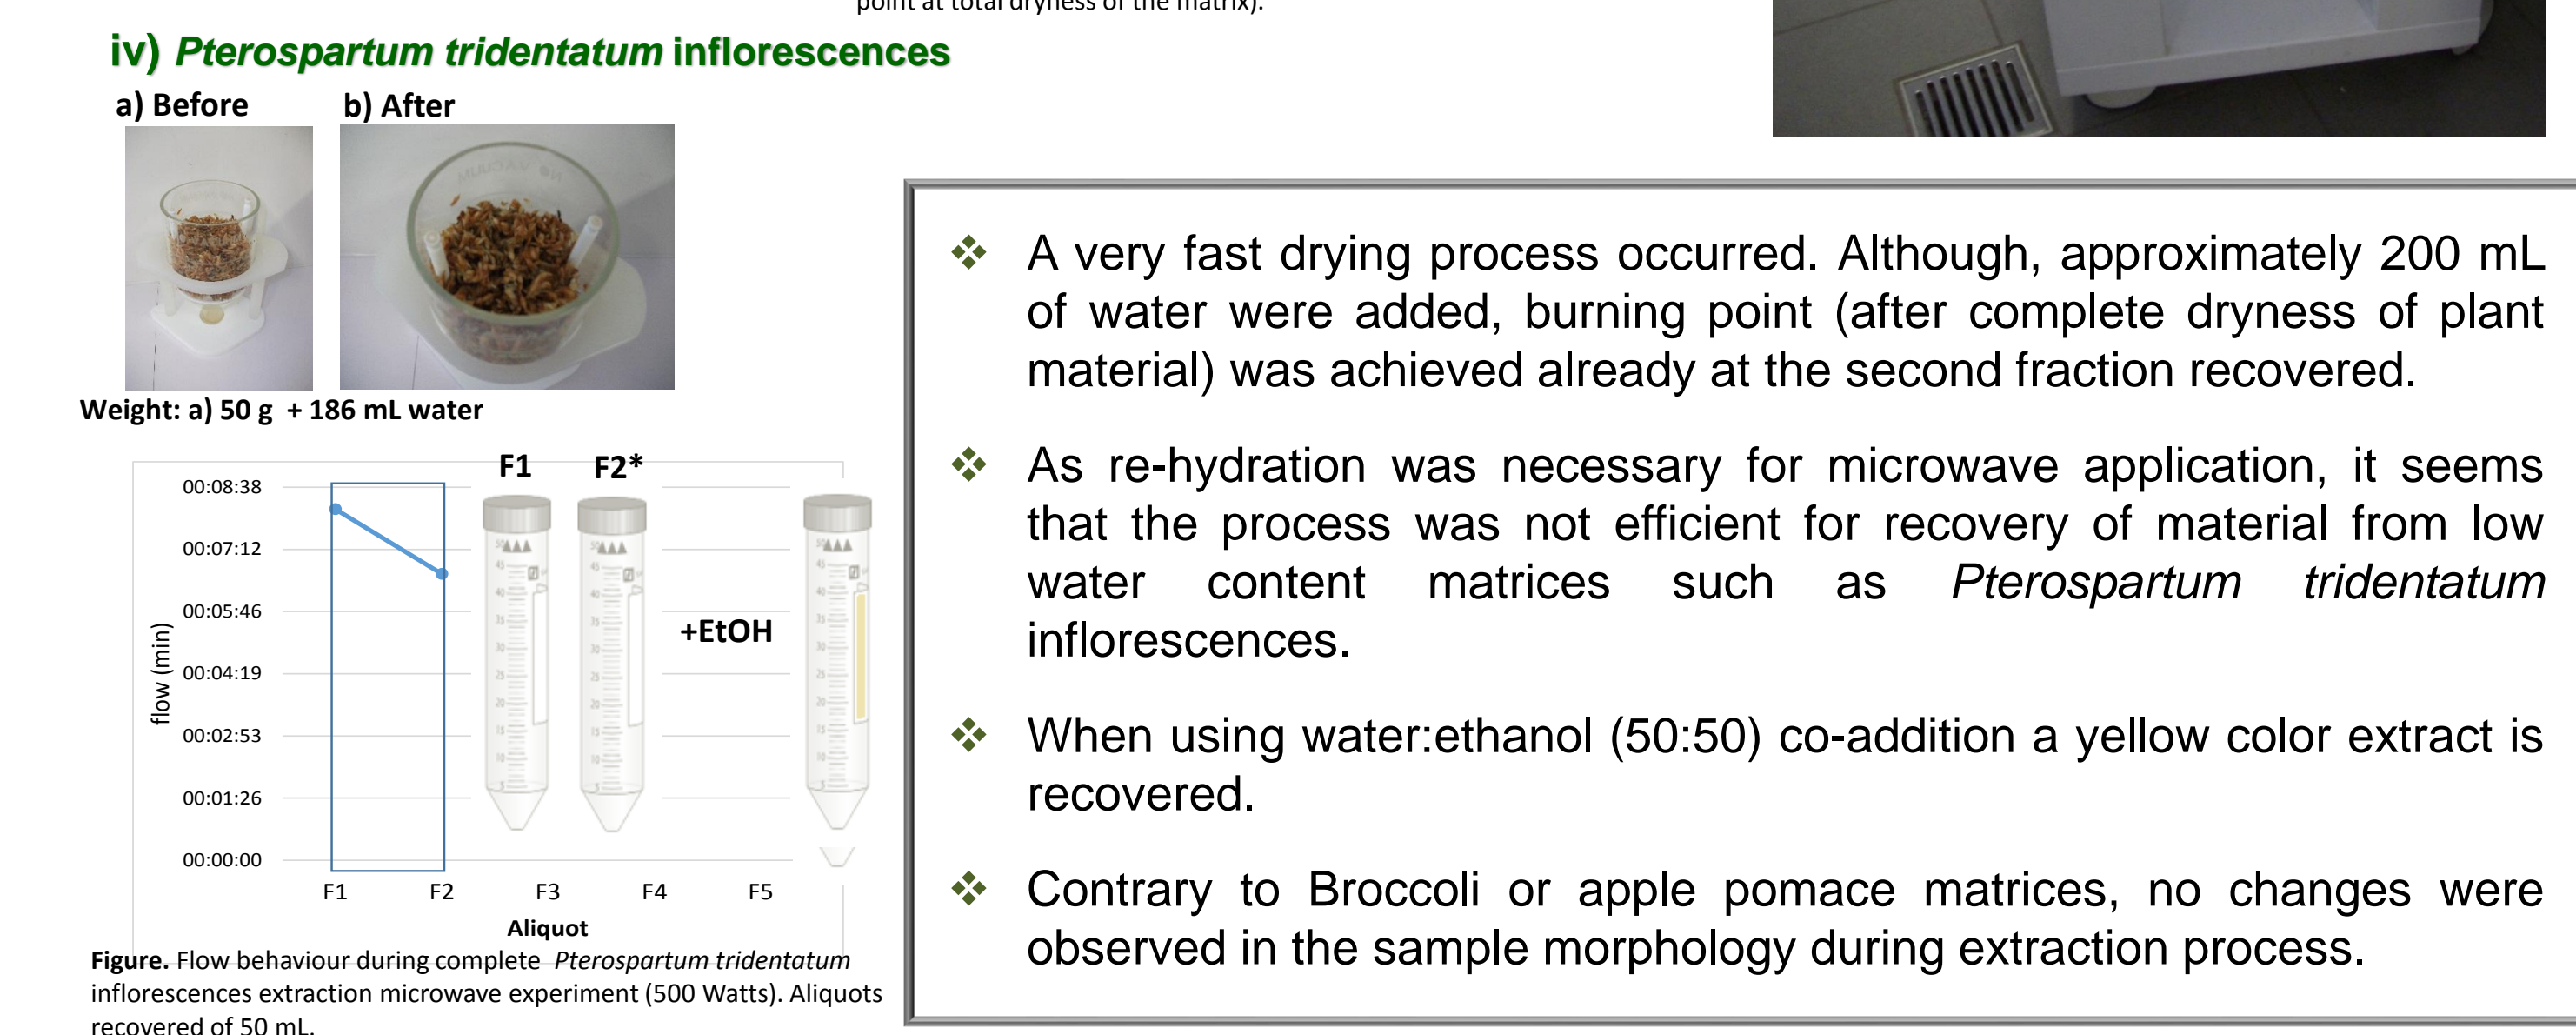 point at total dryness of the matrix).
iv) Pterospartum tridentatum inflorescences
a) Before
b) After
NO VACUUM
Weight: a) 50 g + 186 mL water
F1
F2*
00:08:38
00:07:12
00:05:46
00:04:19
00:02:53
00:01:26
00:00:00
flow (min)
+EtOH
F1
F2
F3
F4
F5
Aliquot
Figure. Flow behaviour during complete Pterospartum tridentatum
inflorescences extraction microwave experiment (500 Watts). Aliquots
recovered of 50 mL.
A very fast drying process occurred. Although, approximately 200 mL
of water were added, burning point (after complete dryness of plant
material) was achieved already at the second fraction recovered.
As re-hydration was necessary for microwave application, it seems
that the process was not efficient for recovery of material from low
water content matrices such as Pterospartum tridentatum
inflorescences.
When using water:ethanol (50:50) co-addition a yellow color extract is
recovered.
Contrary to Broccoli or apple pomace matrices, no changes were
observed in the sample morphology during extraction process.